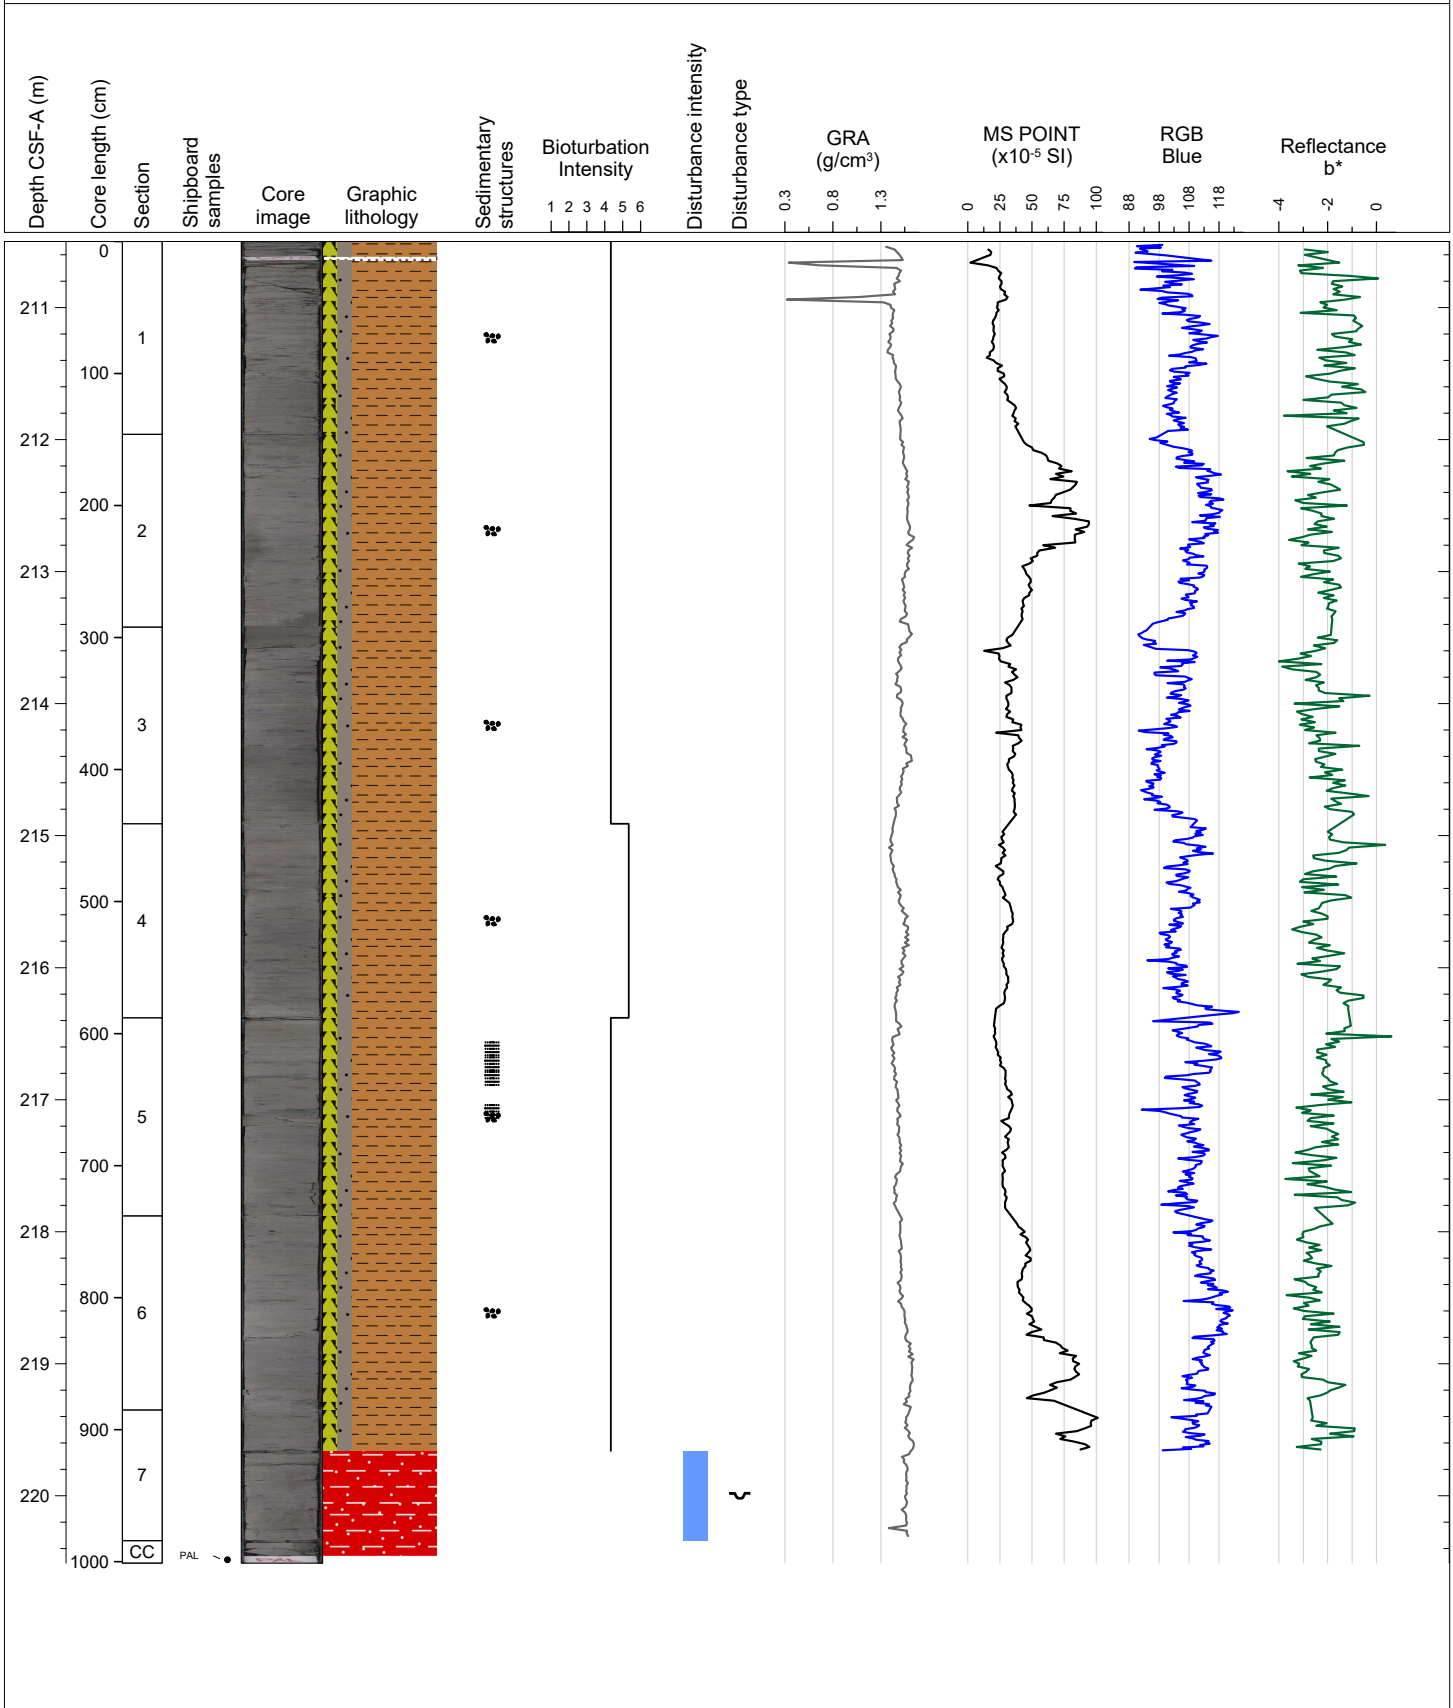 Depth CSF-A (m)
Core length (cm)
Section
Shipboard
samples
Core
image
Graphic
lithology
Sedimentary
structures
Bioturbation
Intensity
1 2 3 4 5 6
Disturbance intensity
Disturbance type
GRA
(g/cm³)
0.3 0.8 1.3
MS POINT
(x10⁻⁵ SI)
0 25 50 75 100
RGB
Blue
88 98 108 118
Reflectance
b*
-4 -2 0
211
212
213
214
215
216
217
218
219
220
0
100
200
300
400
500
600
700
800
900
1000
1
2
3
4
5
6
7
CC
PAL